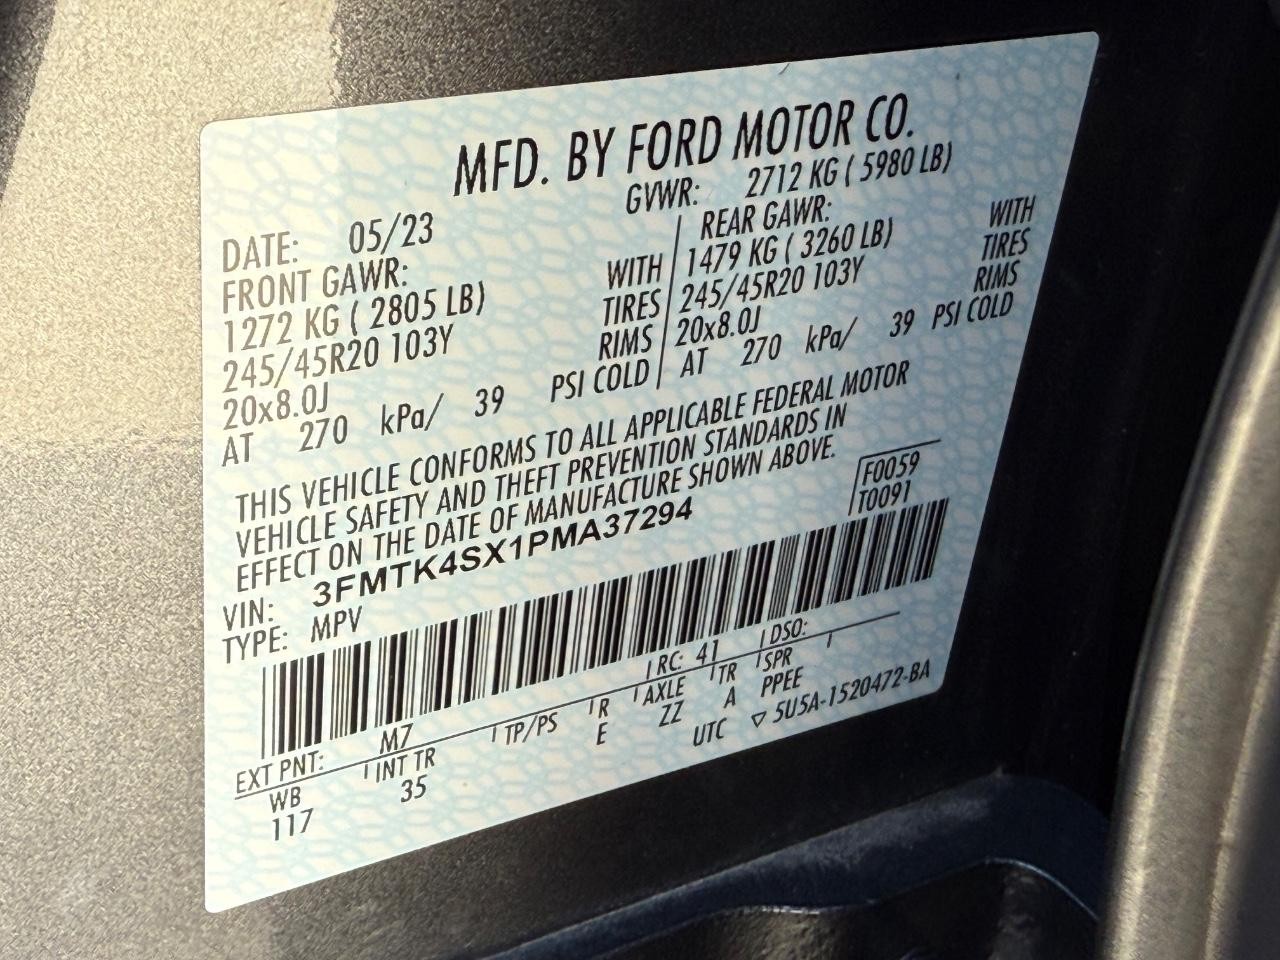 MFD. BY FORD MOTOR CO.
DATE: 05/23 GVWR: 2712 KG ( 5980 LB)
FRONT GAWR:
1272 KG ( 2805 LB) WITH
245/45R20 103Y TIRES
20x8.0J RIMS
AT 270 kPa/ 39 PSI COLD
REAR GAWR:
1479 KG ( 3260 LB) WITH
245/45R20 103Y TIRES
20x8.0J RIMS
AT 270 kPa/ 39 PSI COLD
THIS VEHICLE CONFORMS TO ALL APPLICABLE FEDERAL MOTOR
VEHICLE SAFETY AND THEFT PREVENTION STANDARDS IN
EFFECT ON THE DATE OF MANUFACTURE SHOWN ABOVE.
F0059
T0091
VIN: 3FMTK4SX1PMA37294
TYPE: MPV
EXT PNT: M7 RC: 41 DSO:
WB INT TR TP/PS R AXLE TR SPR
117 35 E ZZ A PPEE
UTC ▽ 5U5A-1520472-BA